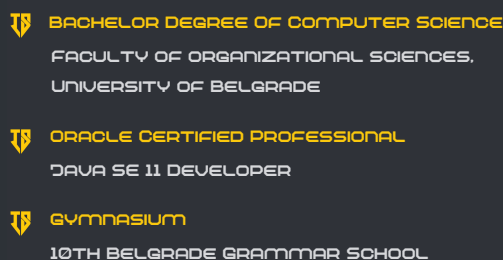 Bachelor Degree Of Computer Science
Faculty of organizational sciences,
University of Belgrade
Oracle Certified Professional
Java SE 11 Developer
Gymnasium
10th Belgrade Grammar School